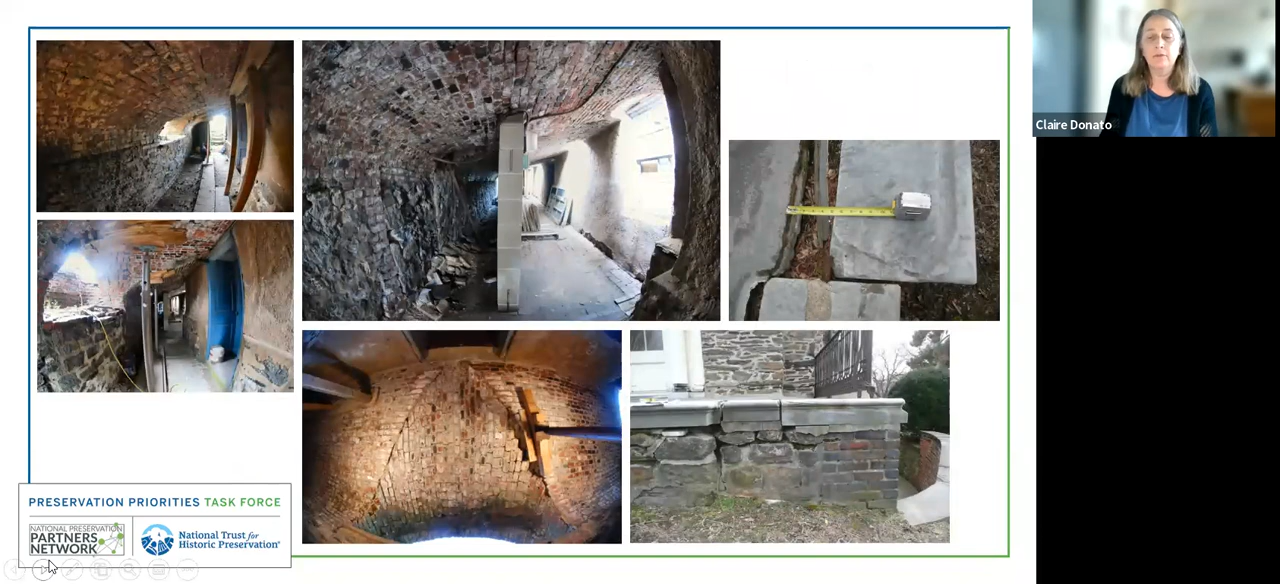 Claire Donato
PRESERVATION PRIORITIES TASK FORCE
NATIONAL PRESERVATION
PARTNERS
NETWORK
National Trust for
Historic Preservation®